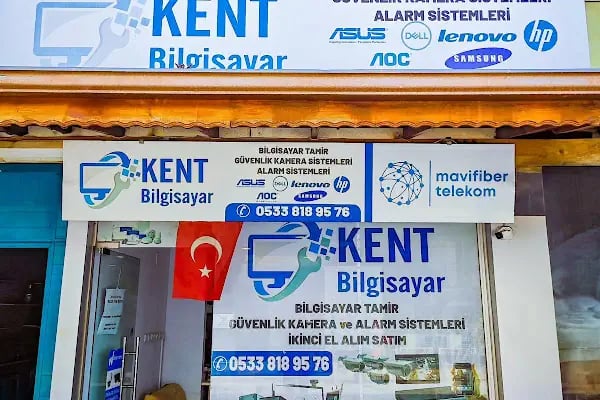 KENT
Bilgisayar
GÜVENLİK KAMERA SİSTEMLERİ
ALARM SİSTEMLERİ
ASUS DELL lenovo hp
AOC SAMSUNG
KENT
Bilgisayar
BİLGİSAYAR TAMİR
GÜVENLİK KAMERA SİSTEMLERİ
ALARM SİSTEMLERİ
ASUS DELL lenovo hp
AOC SAMSUNG
0533 818 95 76
mavifiber
telekom
KENT
Bilgisayar
BİLGİSAYAR TAMİR
GÜVENLİK KAMERA ve ALARM SİSTEMLERİ
İKİNCİ EL ALIM SATIM
0533 818 95 76